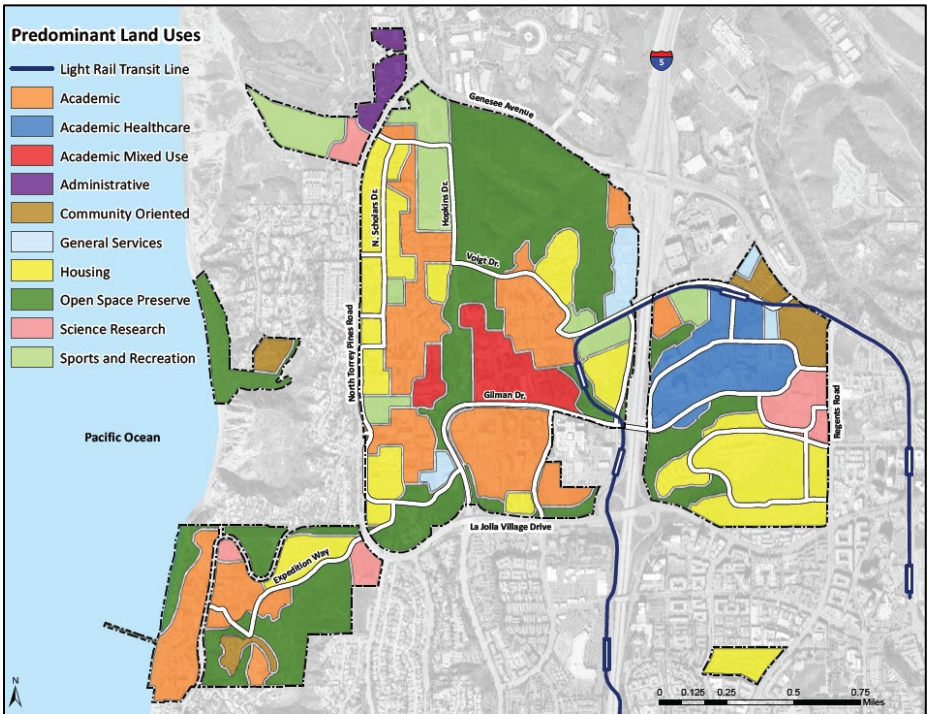 Predominant Land Uses
Light Rail Transit Line
Academic
Academic Healthcare
Academic Mixed Use
Administrative
Community Oriented
General Services
Housing
Open Space Preserve
Science Research
Sports and Recreation
5
Genesee Avenue
N. Scholars Dr.
Hopkins Dr.
Voigt Dr.
North Torrey Pines Road
Gilman Dr.
Regents Road
Pacific Ocean
La Jolla Village Drive
Expedition Way
N
0 0.125 0.25 0.5 0.75
Miles